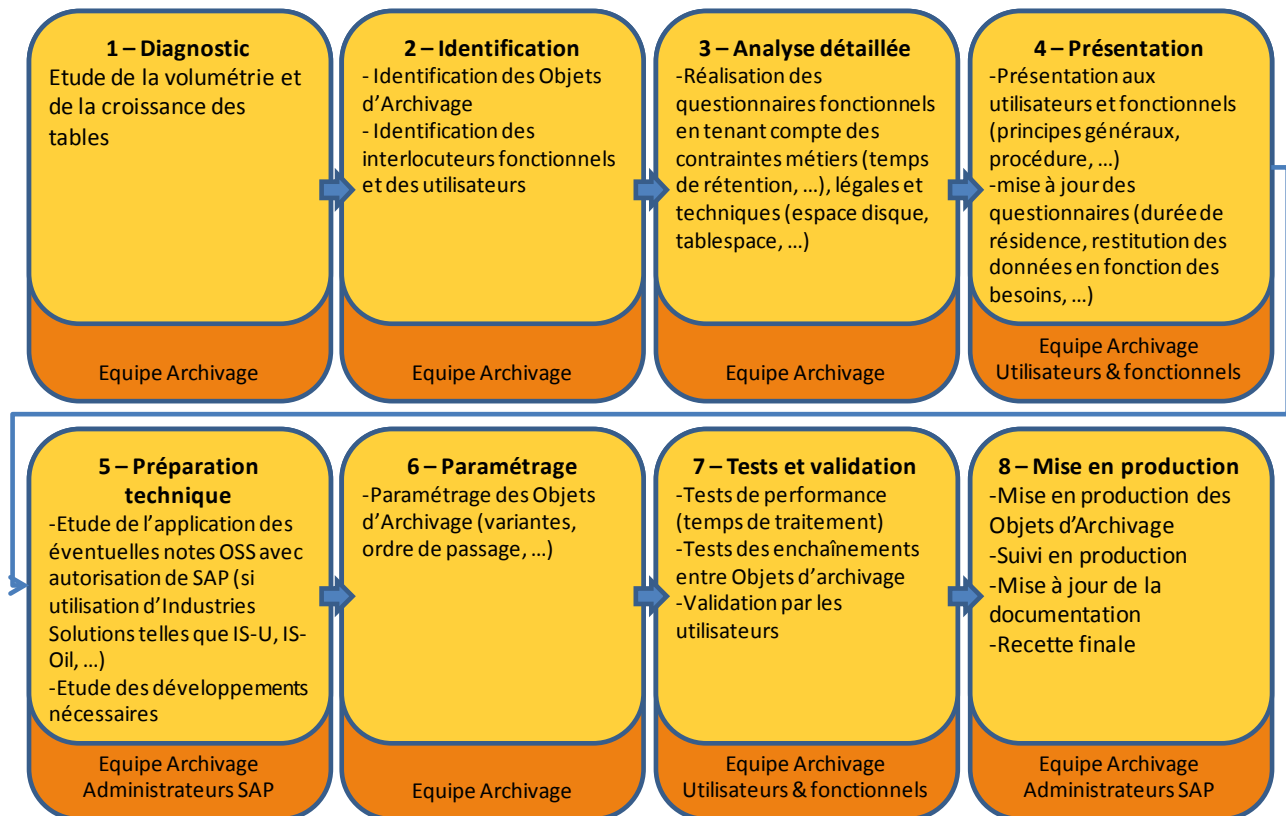 1 – Diagnostic
Etude de la volumétrie et
de la croissance des
tables
Equipe Archivage
2 – Identification
- Identification des Objets
d’Archivage
- Identification des
interlocuteurs fonctionnels
et des utilisateurs
Equipe Archivage
3 – Analyse détaillée
-Réalisation des
questionnaires fonctionnels
en tenant compte des
contraintes métiers (temps
de rétention, …), légales et
techniques (espace disque,
tablespace, …)
Equipe Archivage
4 – Présentation
-Présentation aux
utilisateurs et fonctionnels
(principes généraux,
procédure, …)
-mise à jour des
questionnaires (durée de
résidence, restitution des
données en fonction des
besoins, …)
Equipe Archivage
Utilisateurs & fonctionnels
5 – Préparation
technique
-Etude de l’application des
éventuelles notes OSS avec
autorisation de SAP (si
utilisation d’Industries
Solutions telles que IS-U, IS-
Oil, …)
-Etude des développements
nécessaires
Equipe Archivage
Administrateurs SAP
6 – Paramétrage
-Paramétrage des Objets
d’Archivage (variantes,
ordre de passage, …)
Equipe Archivage
7 – Tests et validation
-Tests de performance
(temps de traitement)
-Tests des enchaînements
entre Objets d’archivage
-Validation par les
utilisateurs
Equipe Archivage
Utilisateurs & fonctionnels
8 – Mise en production
-Mise en production des
Objets d’Archivage
-Suivi en production
-Mise à jour de la
documentation
-Recette finale
Equipe Archivage
Administrateurs SAP